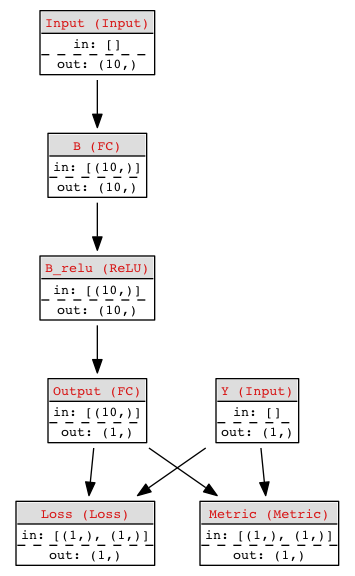 Input (Input)
in: []
out: (10,)
B (FC)
in: [(10,)]
out: (10,)
B_relu (ReLU)
in: [(10,)]
out: (10,)
Output (FC)
in: [(10,)]
out: (1,)
Y (Input)
in: []
out: (1,)
Loss (Loss)
in: [(1,), (1,)]
out: (1,)
Metric (Metric)
in: [(1,), (1,)]
out: (1,)